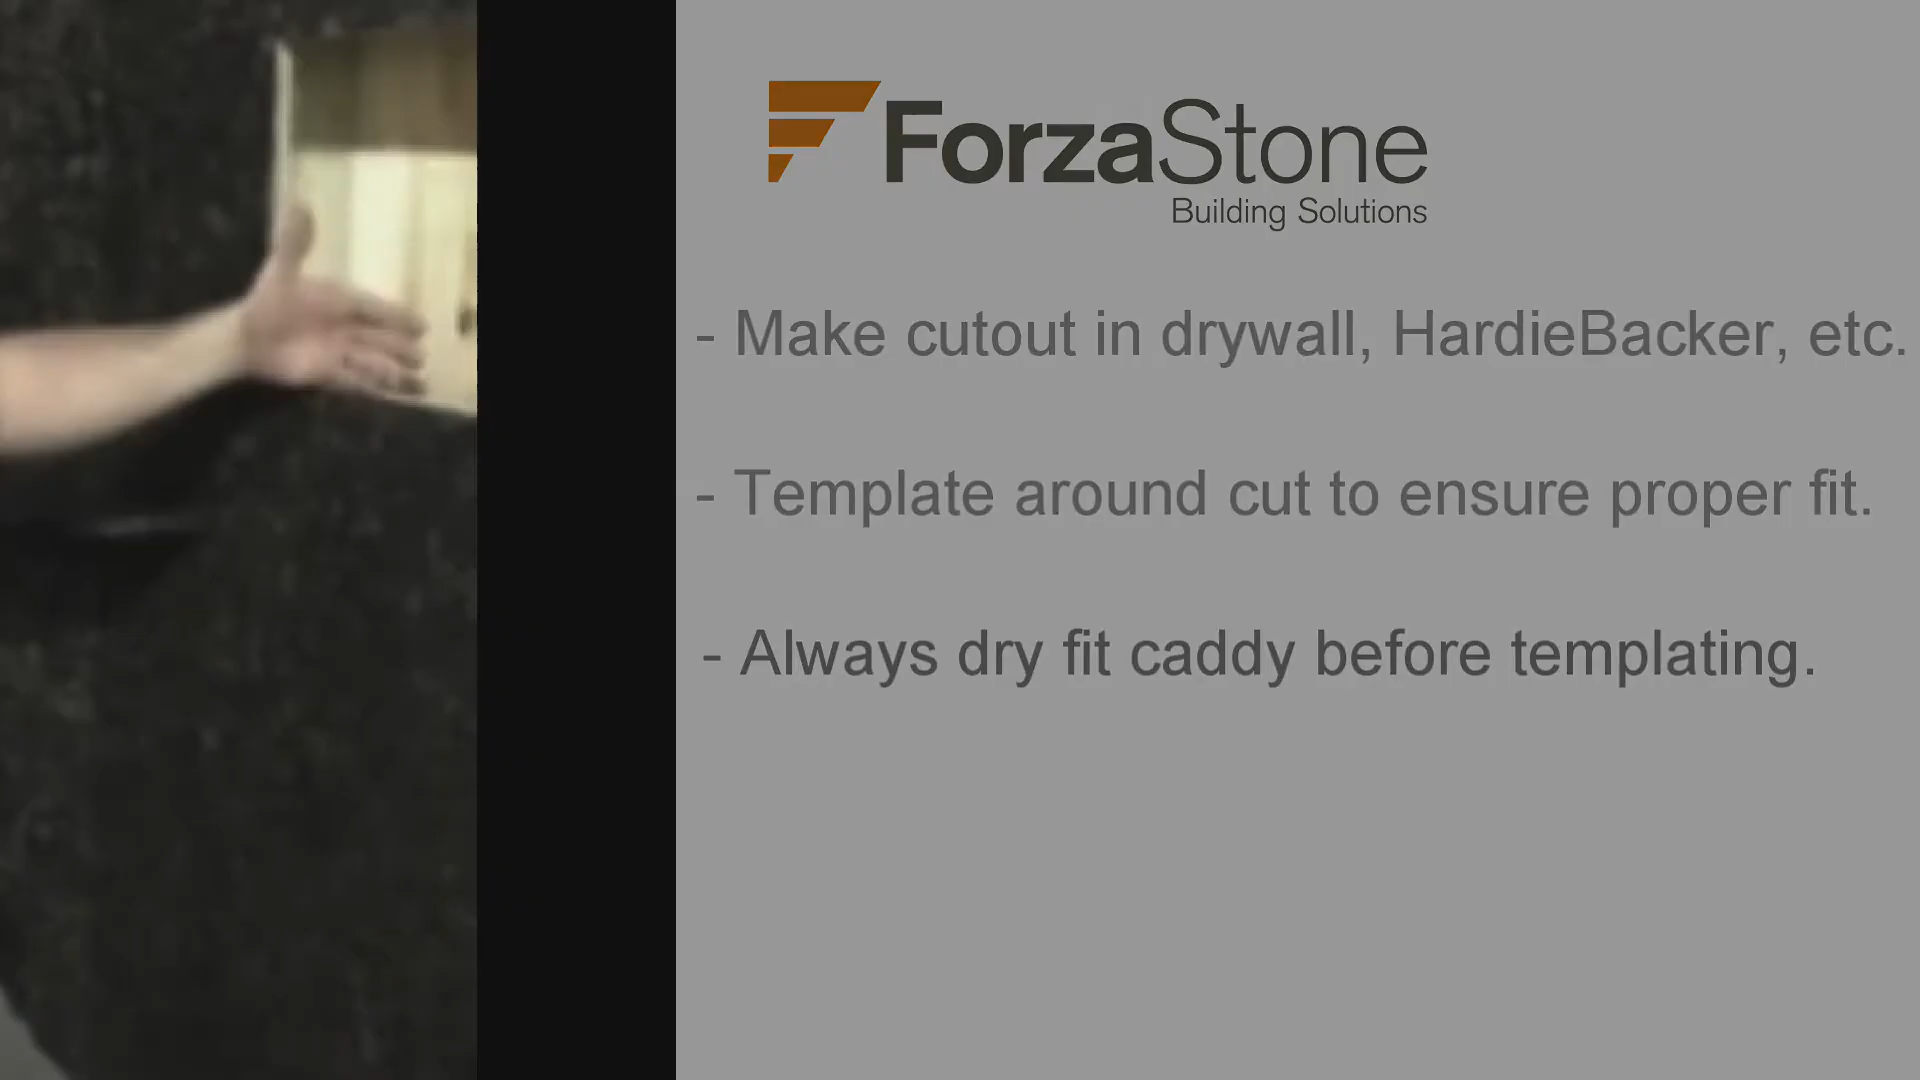 ForzaStone
Building Solutions
- Make cutout in drywall, HardieBacker, etc.
- Template around cut to ensure proper fit.
- Always dry fit caddy before templating.